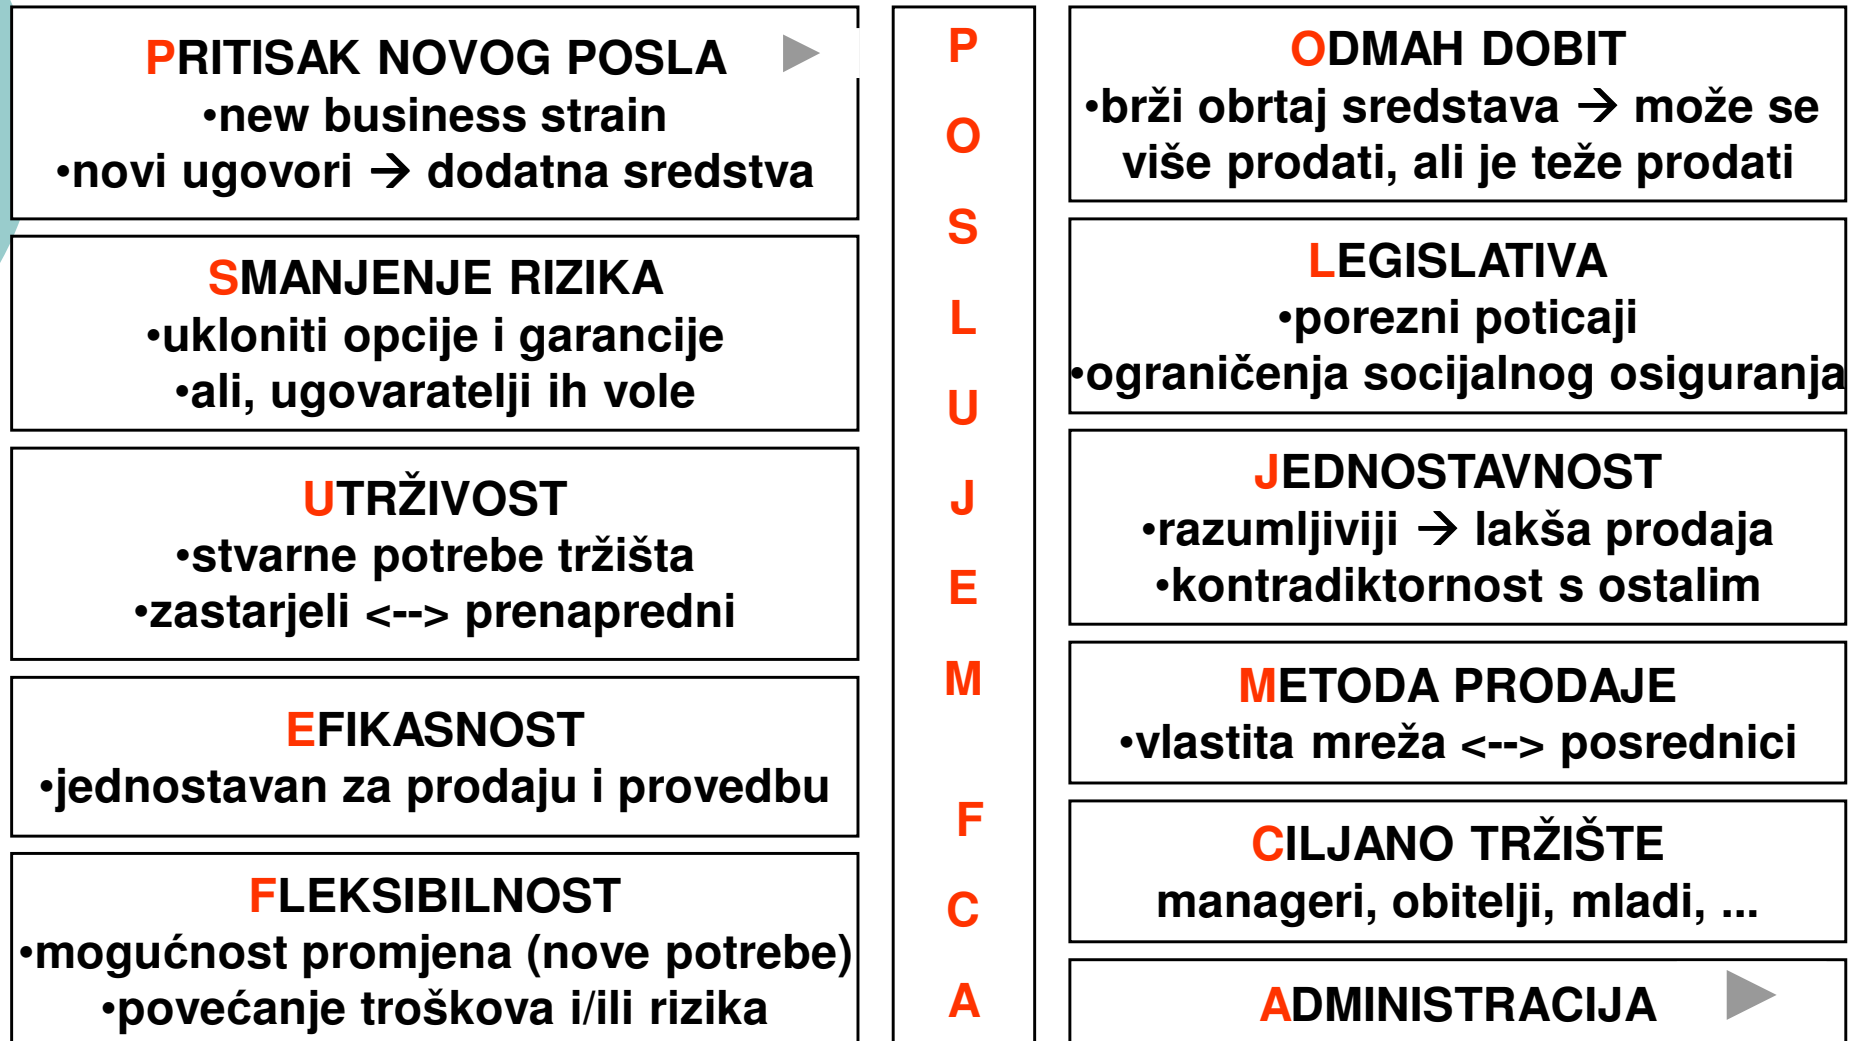 PRITISAK NOVOG POSLA
•new business strain
•novi ugovori → dodatna sredstva
SMANJENJE RIZIKA
•ukloniti opcije i garancije
•ali, ugovaratelji ih vole
UTRŽIVOST
•stvarne potrebe tržišta
•zastarjeli <--> prenapredni
EFIKASNOST
•jednostavan za prodaju i provedbu
FLEKSIBILNOST
•mogućnost promjena (nove potrebe)
•povećanje troškova i/ili rizika
P
O
S
L
U
J
E
M
F
C
A
ODMAH DOBIT
•brži obrtaj sredstava → može se
više prodati, ali je teže prodati
LEGISLATIVA
•porezni poticaji
•ograničenja socijalnog osiguranja
JEDNOSTAVNOST
•razumljiviji → lakša prodaja
•kontradiktornost s ostalim
METODA PRODAJE
•vlastita mreža <--> posrednici
CILJANO TRŽIŠTE
manageri, obitelji, mladi, ...
ADMINISTRACIJA